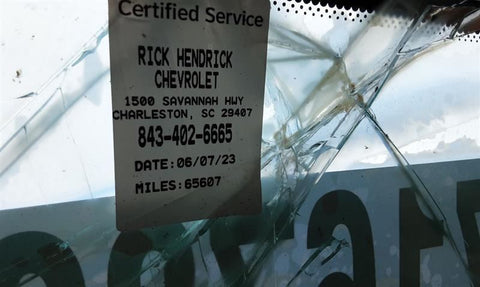 Certified Service
RICK HENDRICK
CHEVROLET
1500 SAVANNAH HWY
CHARLESTON, SC 29407
843-402-6665
DATE:06/07/23
MILES:65607